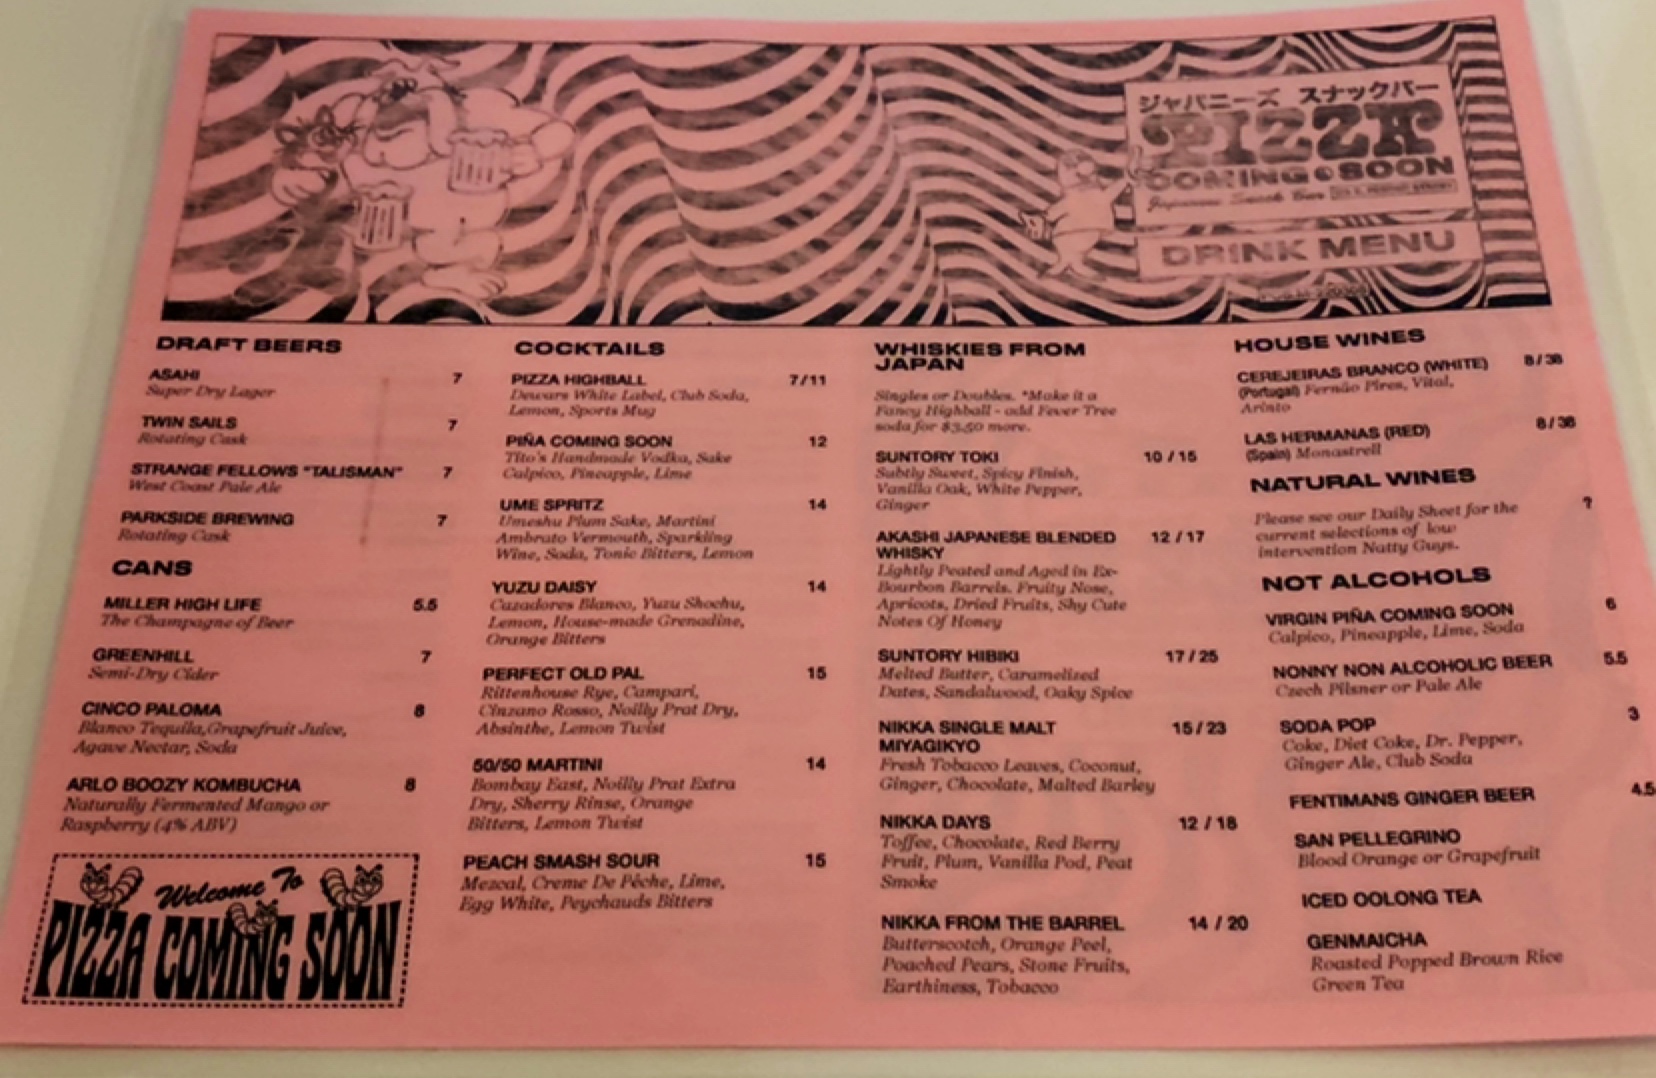 ジャパニーズ スナックバー
PIZZA
COMING SOON
Japanese Snack Bar
DRINK MENU
DRAFT BEERS
ASAHI 7
Super Dry Lager
TWIN SAILS 7
Rotating Cask
STRANGE FELLOWS "TALISMAN" 7
West Coast Pale Ale
PARKSIDE BREWING 7
Rotating Cask
CANS
MILLER HIGH LIFE 5.5
The Champagne of Beer
GREENHILL 7
Semi-Dry Cider
CINCO PALOMA 8
Blanco Tequila,Grapefruit Juice,
Agave Nectar, Soda
ARLO BOOZY KOMBUCHA 8
Naturally Fermented Mango or
Raspberry (4% ABV)
Welcome To
PIZZA COMING SOON
COCKTAILS
PIZZA HIGHBALL 7/11
Dewars White Label, Club Soda,
Lemon, Sports Mug
PIÑA COMING SOON 12
Tito's Handmade Vodka, Sake
Calpico, Pineapple, Lime
UME SPRITZ 14
Umeshu Plum Sake, Martini
Ambrato Vermouth, Sparkling
Wine, Soda, Tonic Bitters, Lemon
YUZU DAISY 14
Cazadores Blanco, Yuzu Shochu,
Lemon, House-made Grenadine,
Orange Bitters
PERFECT OLD PAL 15
Rittenhouse Rye, Campari,
Cinzano Rosso, Noilly Prat Dry,
Absinthe, Lemon Twist
50/50 MARTINI 14
Bombay East, Noilly Prat Extra
Dry, Sherry Rinse, Orange
Bitters, Lemon Twist
PEACH SMASH SOUR 15
Mezcal, Creme De Pêche, Lime,
Egg White, Peychauds Bitters
WHISKIES FROM
JAPAN
Singles or Doubles. *Make it a
Fancy Highball - add Fever Tree
soda for $3.50 more.
SUNTORY TOKI 10 / 15
Subtly Sweet, Spicy Finish,
Vanilla Oak, White Pepper,
Ginger
AKASHI JAPANESE BLENDED 12 / 17
WHISKY
Lightly Peated and Aged in Ex-
Bourbon Barrels. Fruity Nose,
Apricots, Dried Fruits, Shy Cute
Notes Of Honey
SUNTORY HIBIKI 17 / 25
Melted Butter, Caramelized
Dates, Sandalwood, Oaky Spice
NIKKA SINGLE MALT 15 / 23
MIYAGIKYO
Fresh Tobacco Leaves, Coconut,
Ginger, Chocolate, Malted Barley
NIKKA DAYS 12 / 18
Toffee, Chocolate, Red Berry
Fruit, Plum, Vanilla Pod, Peat
Smoke
NIKKA FROM THE BARREL 14 / 20
Butterscotch, Orange Peel,
Poached Pears, Stone Fruits,
Earthiness, Tobacco
HOUSE WINES
CEREJEIRAS BRANCO (WHITE) 8 / 38
(Portugal) Fernão Pires, Vital,
Arinto
LAS HERMANAS (RED) 8 / 38
(Spain) Monastrell
NATURAL WINES
Please see our Daily Sheet for the ?
current selections of low
intervention Natty Guys.
NOT ALCOHOLS
VIRGIN PIÑA COMING SOON 6
Calpico, Pineapple, Lime, Soda
NONNY NON ALCOHOLIC BEER 5.5
Czech Pilsner or Pale Ale
SODA POP 3
Coke, Diet Coke, Dr. Pepper,
Ginger Ale, Club Soda
FENTIMANS GINGER BEER 4.5
SAN PELLEGRINO
Blood Orange or Grapefruit
ICED OOLONG TEA
GENMAICHA
Roasted Popped Brown Rice
Green Tea